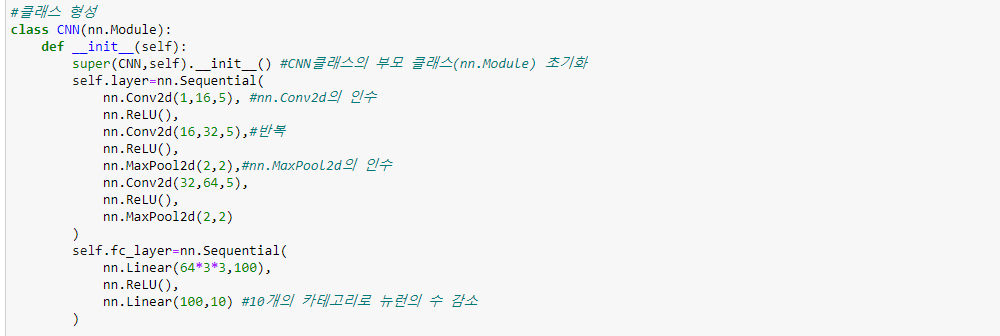 #클래스 형성
class CNN(nn.Module):
    def __init__(self):
        super(CNN,self).__init__() #CNN클래스의 부모 클래스(nn.Module) 초기화
        self.layer=nn.Sequential(
            nn.Conv2d(1,16,5), #nn.Conv2d의 인수
            nn.ReLU(),
            nn.Conv2d(16,32,5),#반복
            nn.ReLU(),
            nn.MaxPool2d(2,2),#nn.MaxPool2d의 인수
            nn.Conv2d(32,64,5),
            nn.ReLU(),
            nn.MaxPool2d(2,2)
        )
        self.fc_layer=nn.Sequential(
            nn.Linear(64*3*3,100),
            nn.ReLU(),
            nn.Linear(100,10) #10개의 카테고리로 뉴런의 수 감소
        )